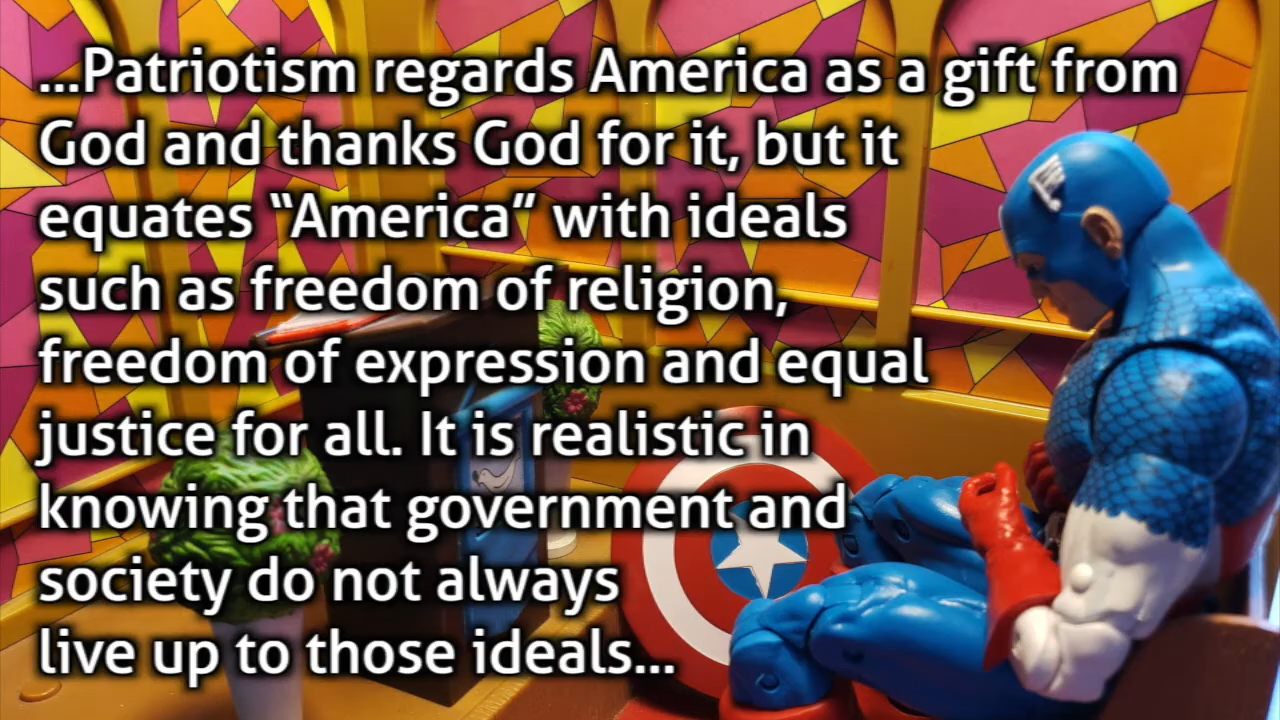 ...Patriotism regards America as a gift from
God and thanks God for it, but it
equates “America” with ideals
such as freedom of religion,
freedom of expression and equal
justice for all. It is realistic in
knowing that government and
society do not always
live up to those ideals...